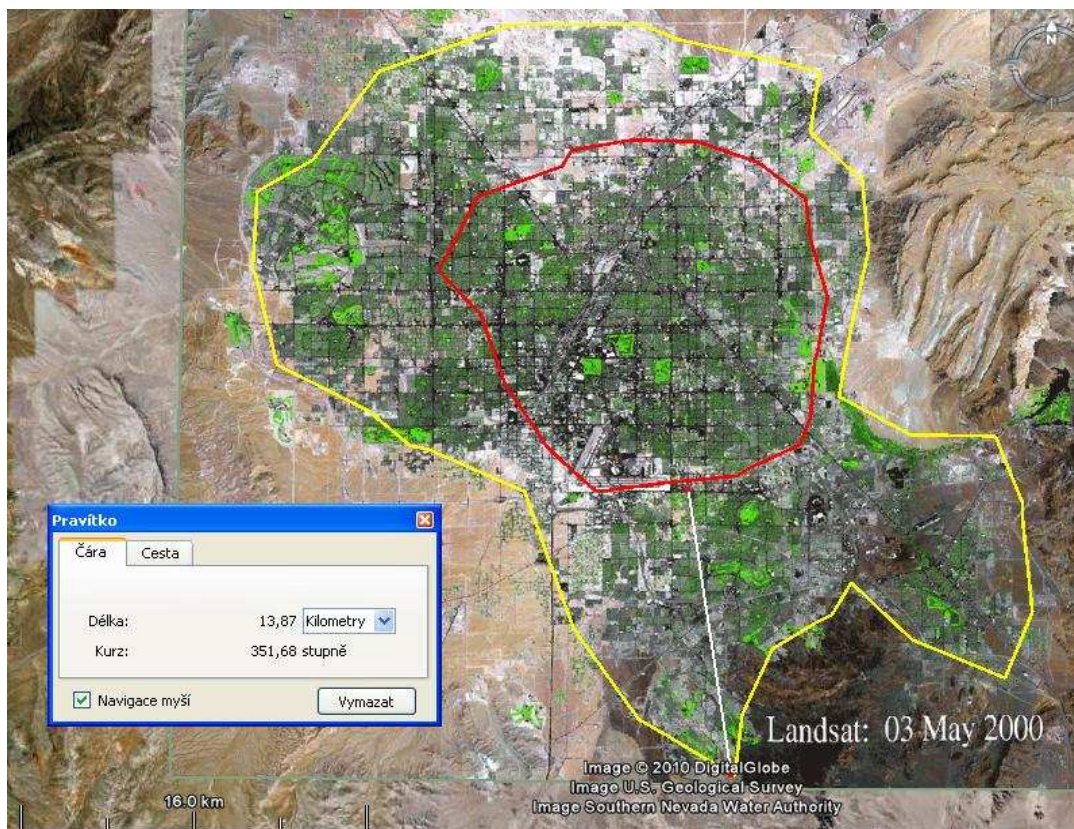 N
Pravítko
Čára Cesta
Délka: 13,87 Kilometry
Kurz: 351,68 stupně
Navigace myší Vymazat
Landsat: 03 May 2000
Image © 2010 DigitalGlobe
Image U.S. Geological Survey
16.0 km
Image Southern Nevada Water Authority